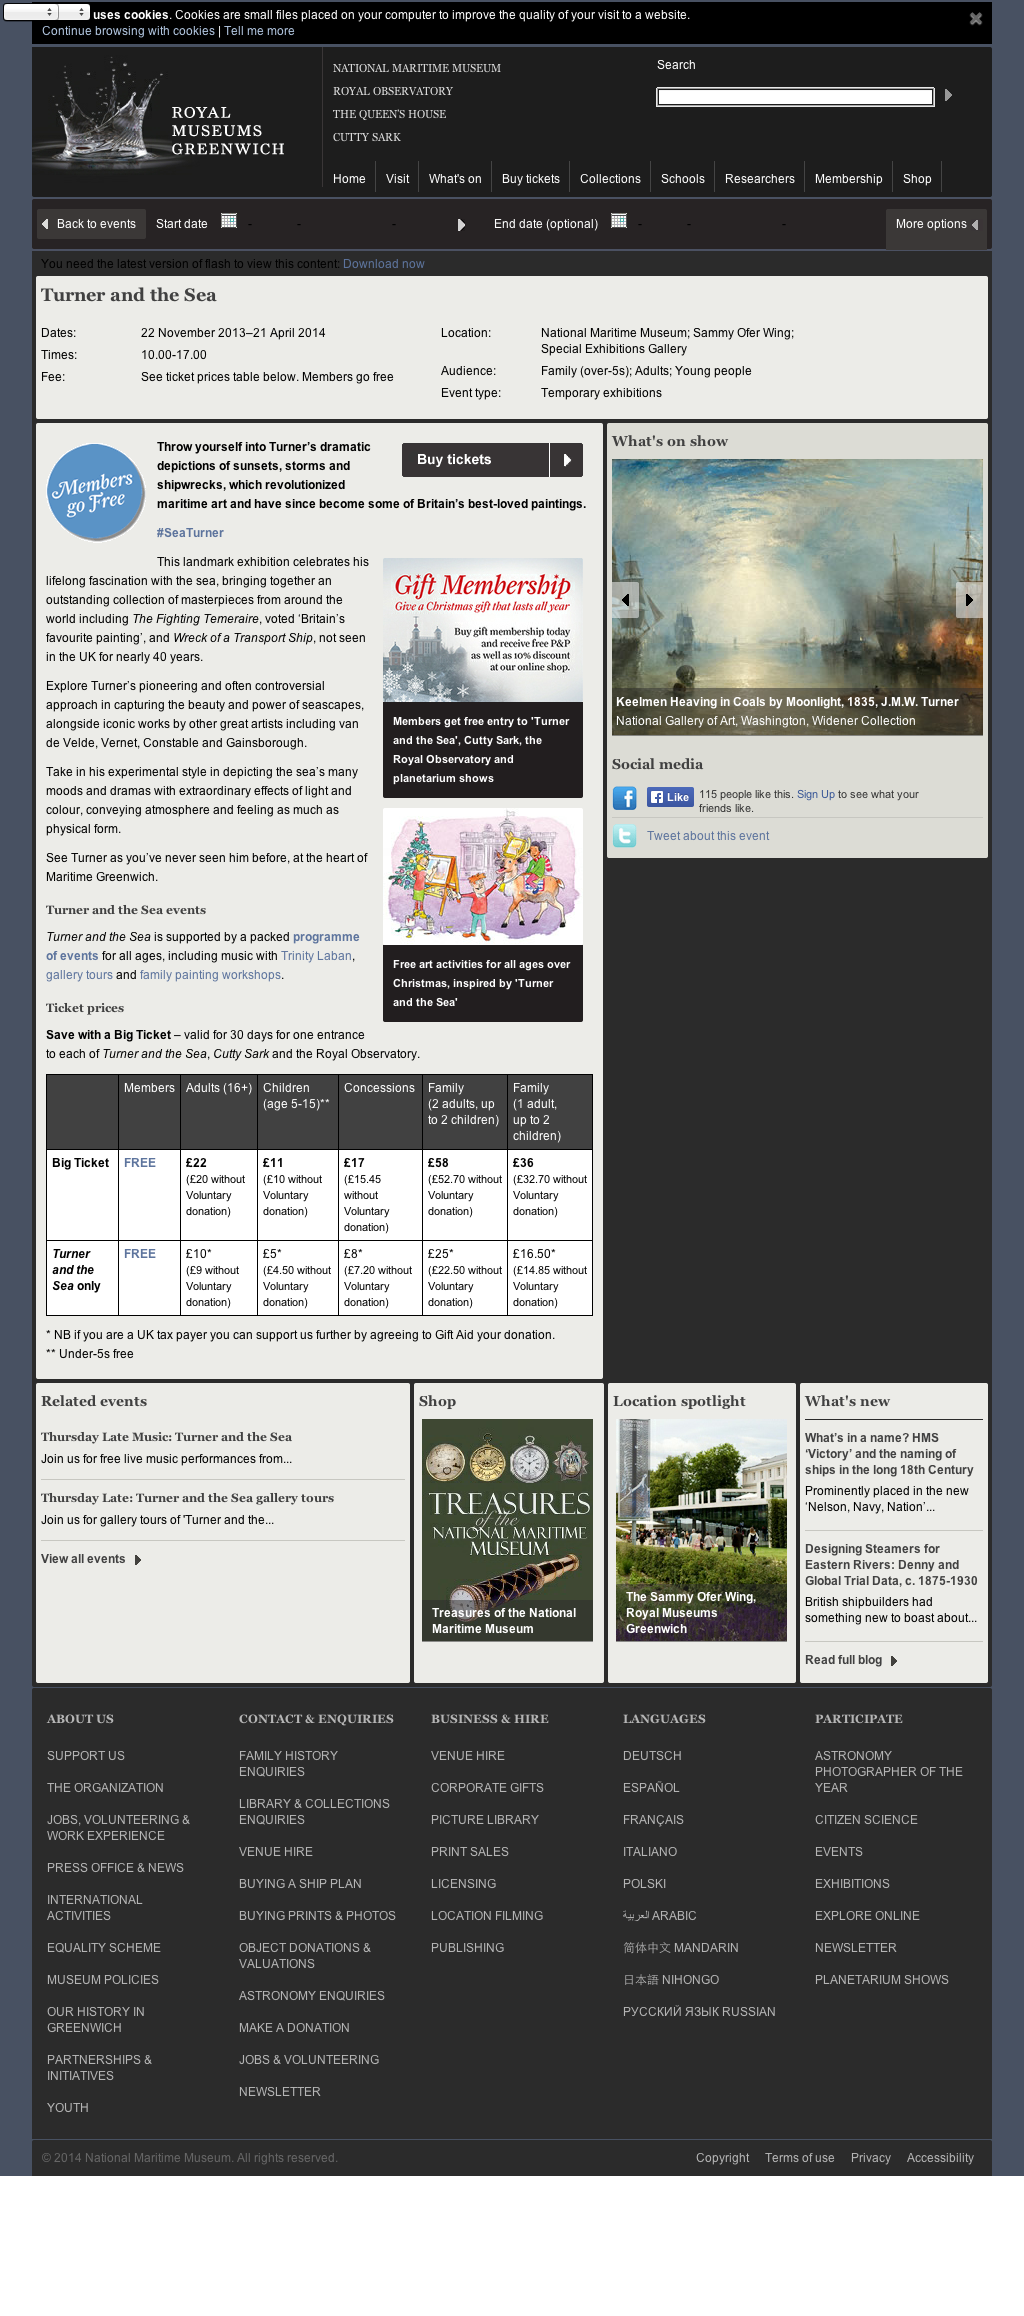 uses cookies. Cookies are small files placed on your computer to improve the quality of your visit to a website.
Continue browsing with cookies | Tell me more
ROYAL
MUSEUMS
GREENWICH
NATIONAL MARITIME MUSEUM
ROYAL OBSERVATORY
THE QUEEN'S HOUSE
CUTTY SARK
Search
Home
Visit
What's on
Buy tickets
Collections
Schools
Researchers
Membership
Shop
Back to events
Start date
- - -
End date (optional)
- - -
More options
You need the latest version of flash to view this content: Download now
Turner and the Sea
Dates: 22 November 2013–21 April 2014
Times: 10.00-17.00
Fee: See ticket prices table below. Members go free
Location: National Maritime Museum; Sammy Ofer Wing;
Special Exhibitions Gallery
Audience: Family (over-5s); Adults; Young people
Event type: Temporary exhibitions
Members
go Free
Throw yourself into Turner's dramatic
depictions of sunsets, storms and
shipwrecks, which revolutionized
maritime art and have since become some of Britain's best-loved paintings.
Buy tickets
#SeaTurner
This landmark exhibition celebrates his
lifelong fascination with the sea, bringing together an
outstanding collection of masterpieces from around the
world including The Fighting Temeraire, voted ‘Britain’s
favourite painting’, and Wreck of a Transport Ship, not seen
in the UK for nearly 40 years.
Explore Turner’s pioneering and often controversial
approach in capturing the beauty and power of seascapes,
alongside iconic works by other great artists including van
de Velde, Vernet, Constable and Gainsborough.
Take in his experimental style in depicting the sea’s many
moods and dramas with extraordinary effects of light and
colour, conveying atmosphere and feeling as much as
physical form.
See Turner as you’ve never seen him before, at the heart of
Maritime Greenwich.
Turner and the Sea events
Turner and the Sea is supported by a packed programme
of events for all ages, including music with Trinity Laban,
gallery tours and family painting workshops.
Ticket prices
Save with a Big Ticket – valid for 30 days for one entrance
to each of Turner and the Sea, Cutty Sark and the Royal Observatory.
Gift Membership
Give a Christmas gift that lasts all year
Buy gift membership today
and receive free P&P
as well as 10% discount
at our online shop.
Members get free entry to 'Turner
and the Sea', Cutty Sark, the
Royal Observatory and
planetarium shows
Free art activities for all ages over
Christmas, inspired by 'Turner
and the Sea'
Members
Adults (16+)
Children
(age 5-15)**
Concessions
Family
(2 adults, up
to 2 children)
Family
(1 adult,
up to 2
children)
Big Ticket
FREE
£22
(£20 without
Voluntary
donation)
£11
(£10 without
Voluntary
donation)
£17
(£15.45
without
Voluntary
donation)
£58
(£52.70 without
Voluntary
donation)
£36
(£32.70 without
Voluntary
donation)
Turner
and the
Sea only
FREE
£10*
(£9 without
Voluntary
donation)
£5*
(£4.50 without
Voluntary
donation)
£8*
(£7.20 without
Voluntary
donation)
£25*
(£22.50 without
Voluntary
donation)
£16.50*
(£14.85 without
Voluntary
donation)
* NB if you are a UK tax payer you can support us further by agreeing to Gift Aid your donation.
** Under-5s free
What's on show
Keelmen Heaving in Coals by Moonlight, 1835, J.M.W. Turner
National Gallery of Art, Washington, Widener Collection
Social media
Like
115 people like this. Sign Up to see what your
friends like.
Tweet about this event
Related events
Thursday Late Music: Turner and the Sea
Join us for free live music performances from...
Thursday Late: Turner and the Sea gallery tours
Join us for gallery tours of 'Turner and the...
View all events
Shop
TREASURES
of the
NATIONAL MARITIME
MUSEUM
Treasures of the National
Maritime Museum
Location spotlight
The Sammy Ofer Wing,
Royal Museums
Greenwich
What's new
What’s in a name? HMS
‘Victory’ and the naming of
ships in the long 18th Century
Prominently placed in the new
‘Nelson, Navy, Nation’...
Designing Steamers for
Eastern Rivers: Denny and
Global Trial Data, c. 1875-1930
British shipbuilders had
something new to boast about...
Read full blog
ABOUT US
SUPPORT US
THE ORGANIZATION
JOBS, VOLUNTEERING &
WORK EXPERIENCE
PRESS OFFICE & NEWS
INTERNATIONAL
ACTIVITIES
EQUALITY SCHEME
MUSEUM POLICIES
OUR HISTORY IN
GREENWICH
PARTNERSHIPS &
INITIATIVES
YOUTH
CONTACT & ENQUIRIES
FAMILY HISTORY
ENQUIRIES
LIBRARY & COLLECTIONS
ENQUIRIES
VENUE HIRE
BUYING A SHIP PLAN
BUYING PRINTS & PHOTOS
OBJECT DONATIONS &
VALUATIONS
ASTRONOMY ENQUIRIES
MAKE A DONATION
JOBS & VOLUNTEERING
NEWSLETTER
BUSINESS & HIRE
VENUE HIRE
CORPORATE GIFTS
PICTURE LIBRARY
PRINT SALES
LICENSING
LOCATION FILMING
PUBLISHING
LANGUAGES
DEUTSCH
ESPAÑOL
FRANÇAIS
ITALIANO
POLSKI
العربية ARABIC
简体中文 MANDARIN
日本語 NIHONGO
РУССКИЙ ЯЗЫК RUSSIAN
PARTICIPATE
ASTRONOMY
PHOTOGRAPHER OF THE
YEAR
CITIZEN SCIENCE
EVENTS
EXHIBITIONS
EXPLORE ONLINE
NEWSLETTER
PLANETARIUM SHOWS
© 2014 National Maritime Museum. All rights reserved.
Copyright
Terms of use
Privacy
Accessibility